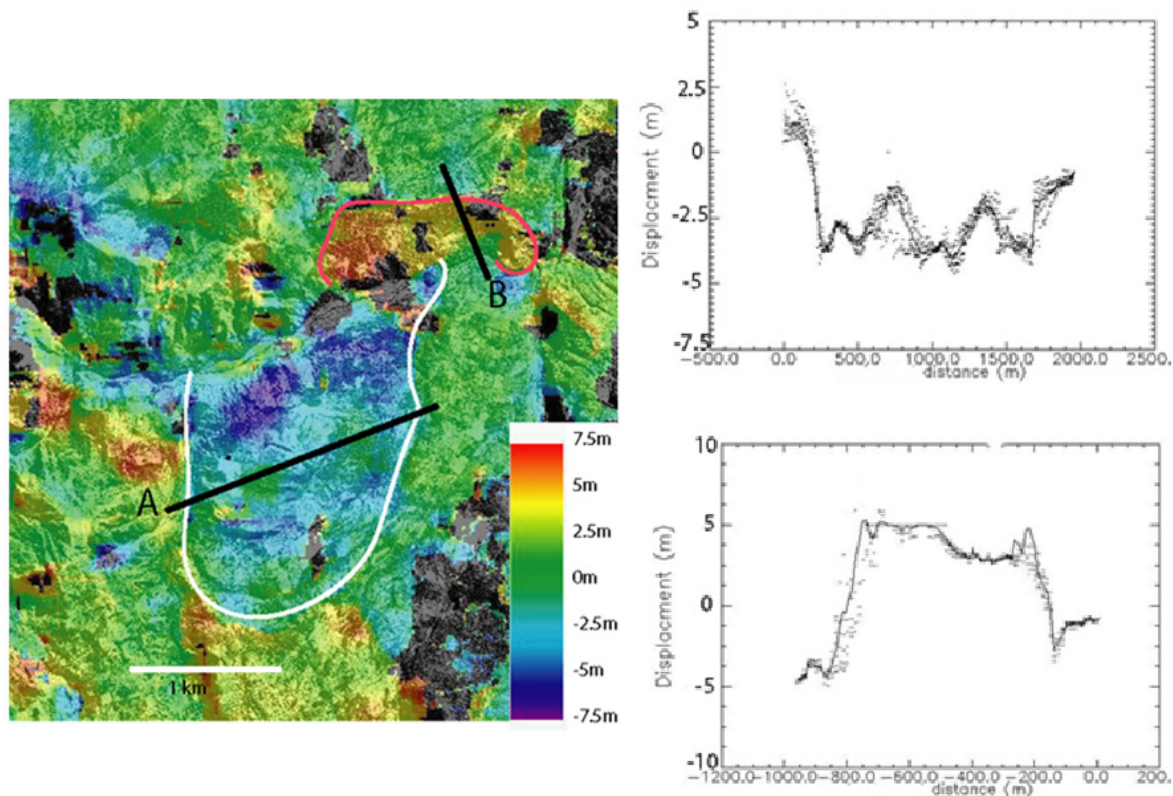 A
B
1 km
7.5m
5m
2.5m
0m
-2.5m
-5m
-7.5m
5
2.5
0
-2.5
-5
-7.5
Displacment (m)
-5000.0 0.0 5000.0 1000.0 1500.0 2000.0 2500.
distance (m)
10
5
0
-5
-10
Displacment (m)
-1200.0-1000.0-800.0 -600.0 -400.0 -200.0 0.0 200.
distance (m)